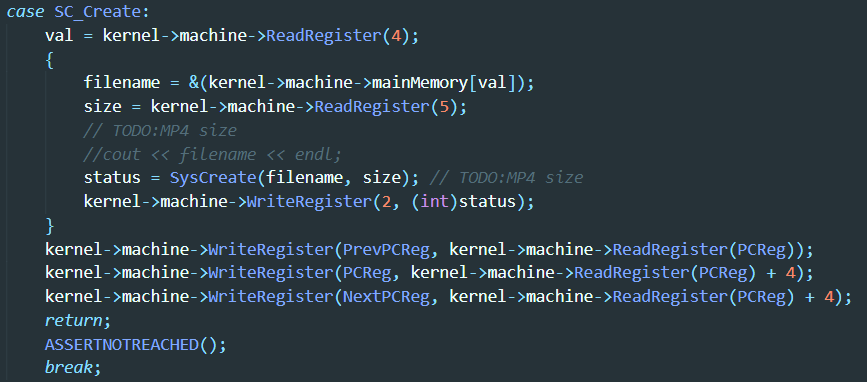 case SC_Create:
val = kernel->machine->ReadRegister(4);
{
filename = &(kernel->machine->mainMemory[val]);
size = kernel->machine->ReadRegister(5);
// TODO:MP4 size
//cout << filename << endl;
status = SysCreate(filename, size); // TODO:MP4 size
kernel->machine->WriteRegister(2, (int)status);
}
kernel->machine->WriteRegister(PrevPCReg, kernel->machine->ReadRegister(PCReg));
kernel->machine->WriteRegister(PCReg, kernel->machine->ReadRegister(PCReg) + 4);
kernel->machine->WriteRegister(NextPCReg, kernel->machine->ReadRegister(PCReg) + 4);
return;
ASSERTNOTREACHED();
break;